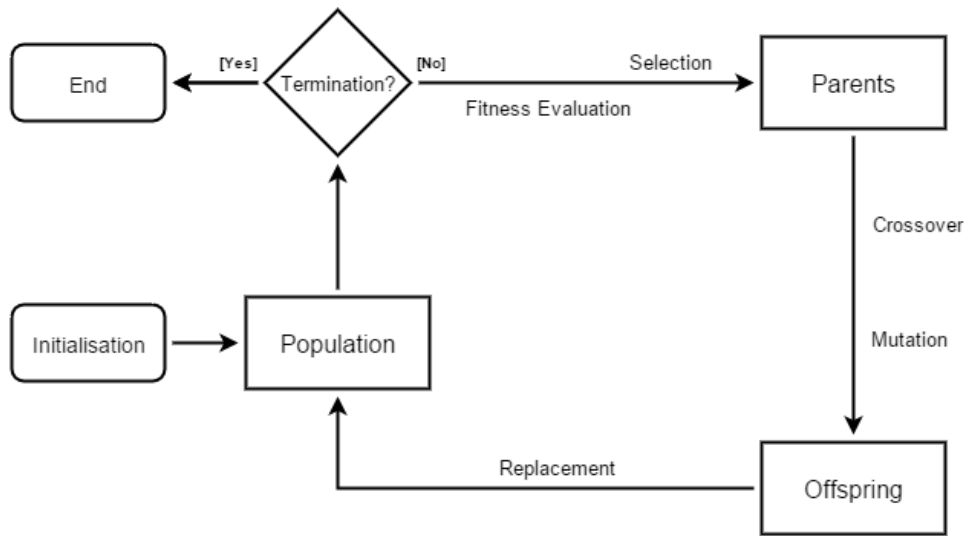 End
[Yes]
Termination?
[No]
Selection
Fitness Evaluation
Parents
Crossover
Initialisation
Population
Mutation
Replacement
Offspring